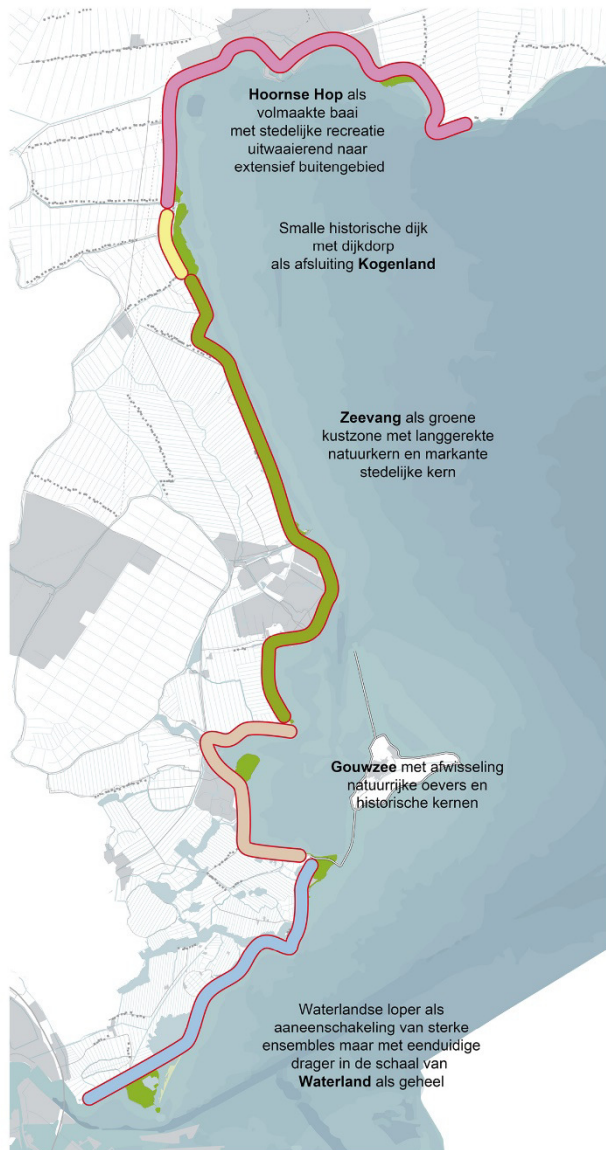 Hoornse Hop als
volmaakte baai
met stedelijke recreatie
uitwaaierend naar
extensief buitengebied
Smalle historische dijk
met dijkdorp
als afsluiting Kogenland
Zeevang als groene
kustzone met langgerekte
natuurkern en markante
stedelijke kern
Gouwzee met afwisseling
natuurrijke oevers en
historische kernen
Waterlandse loper als
aaneenschakeling van sterke
ensembles maar met eenduidige
drager in de schaal van
Waterland als geheel